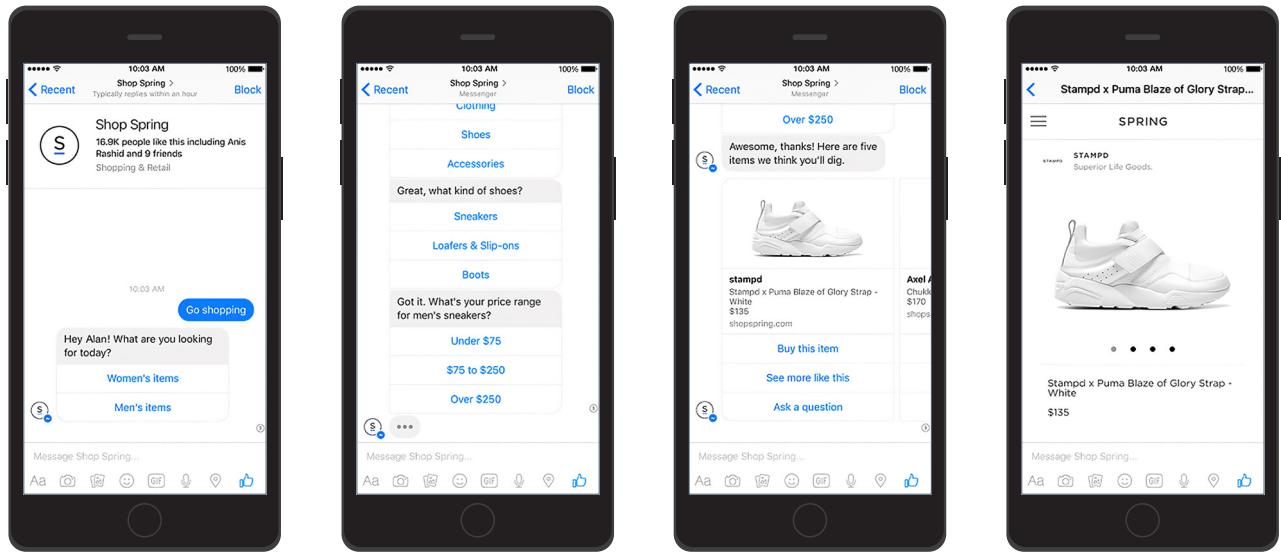 10:03 AM
100%
Recent
Shop Spring
Typically replies within an hour
Block
S
Shop Spring
16.9K people like this including Anis
Rashid and 9 friends
Shopping & Retail
10:03 AM
Go shopping
Hey Alan! What are you looking
for today?
Women's items
Men's items
S
Message Shop Spring...
Aa
GIF
10:03 AM
100%
Recent
Shop Spring
Messenger
Block
Clothing
Shoes
Accessories
Great, what kind of shoes?
Sneakers
Loafers & Slip-ons
Boots
Got it. What's your price range
for men's sneakers?
Under $75
$75 to $250
Over $250
S
Message Shop Spring...
Aa
GIF
10:03 AM
100%
Recent
Shop Spring
Messenger
Block
Over $250
S
Awesome, thanks! Here are five
items we think you'll dig.
stampd
Stampd x Puma Blaze of Glory Strap -
White
$135
shopspring.com
Buy this item
See more like this
Ask a question
Axel A
Chukk
$170
shops
S
Message Shop Spring...
Aa
GIF
10:03 AM
100%
Stampd x Puma Blaze of Glory Strap...
SPRING
STAMPD
STAMPD
Superior Life Goods.
Stampd x Puma Blaze of Glory Strap -
White
$135
Message Shop Spring...
Aa
GIF